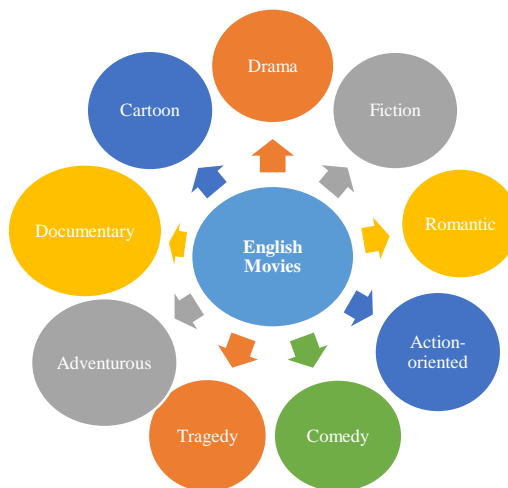 Drama
Fiction
Romantic
Action-
oriented
Comedy
Tragedy
Adventurous
Documentary
Cartoon
English
Movies